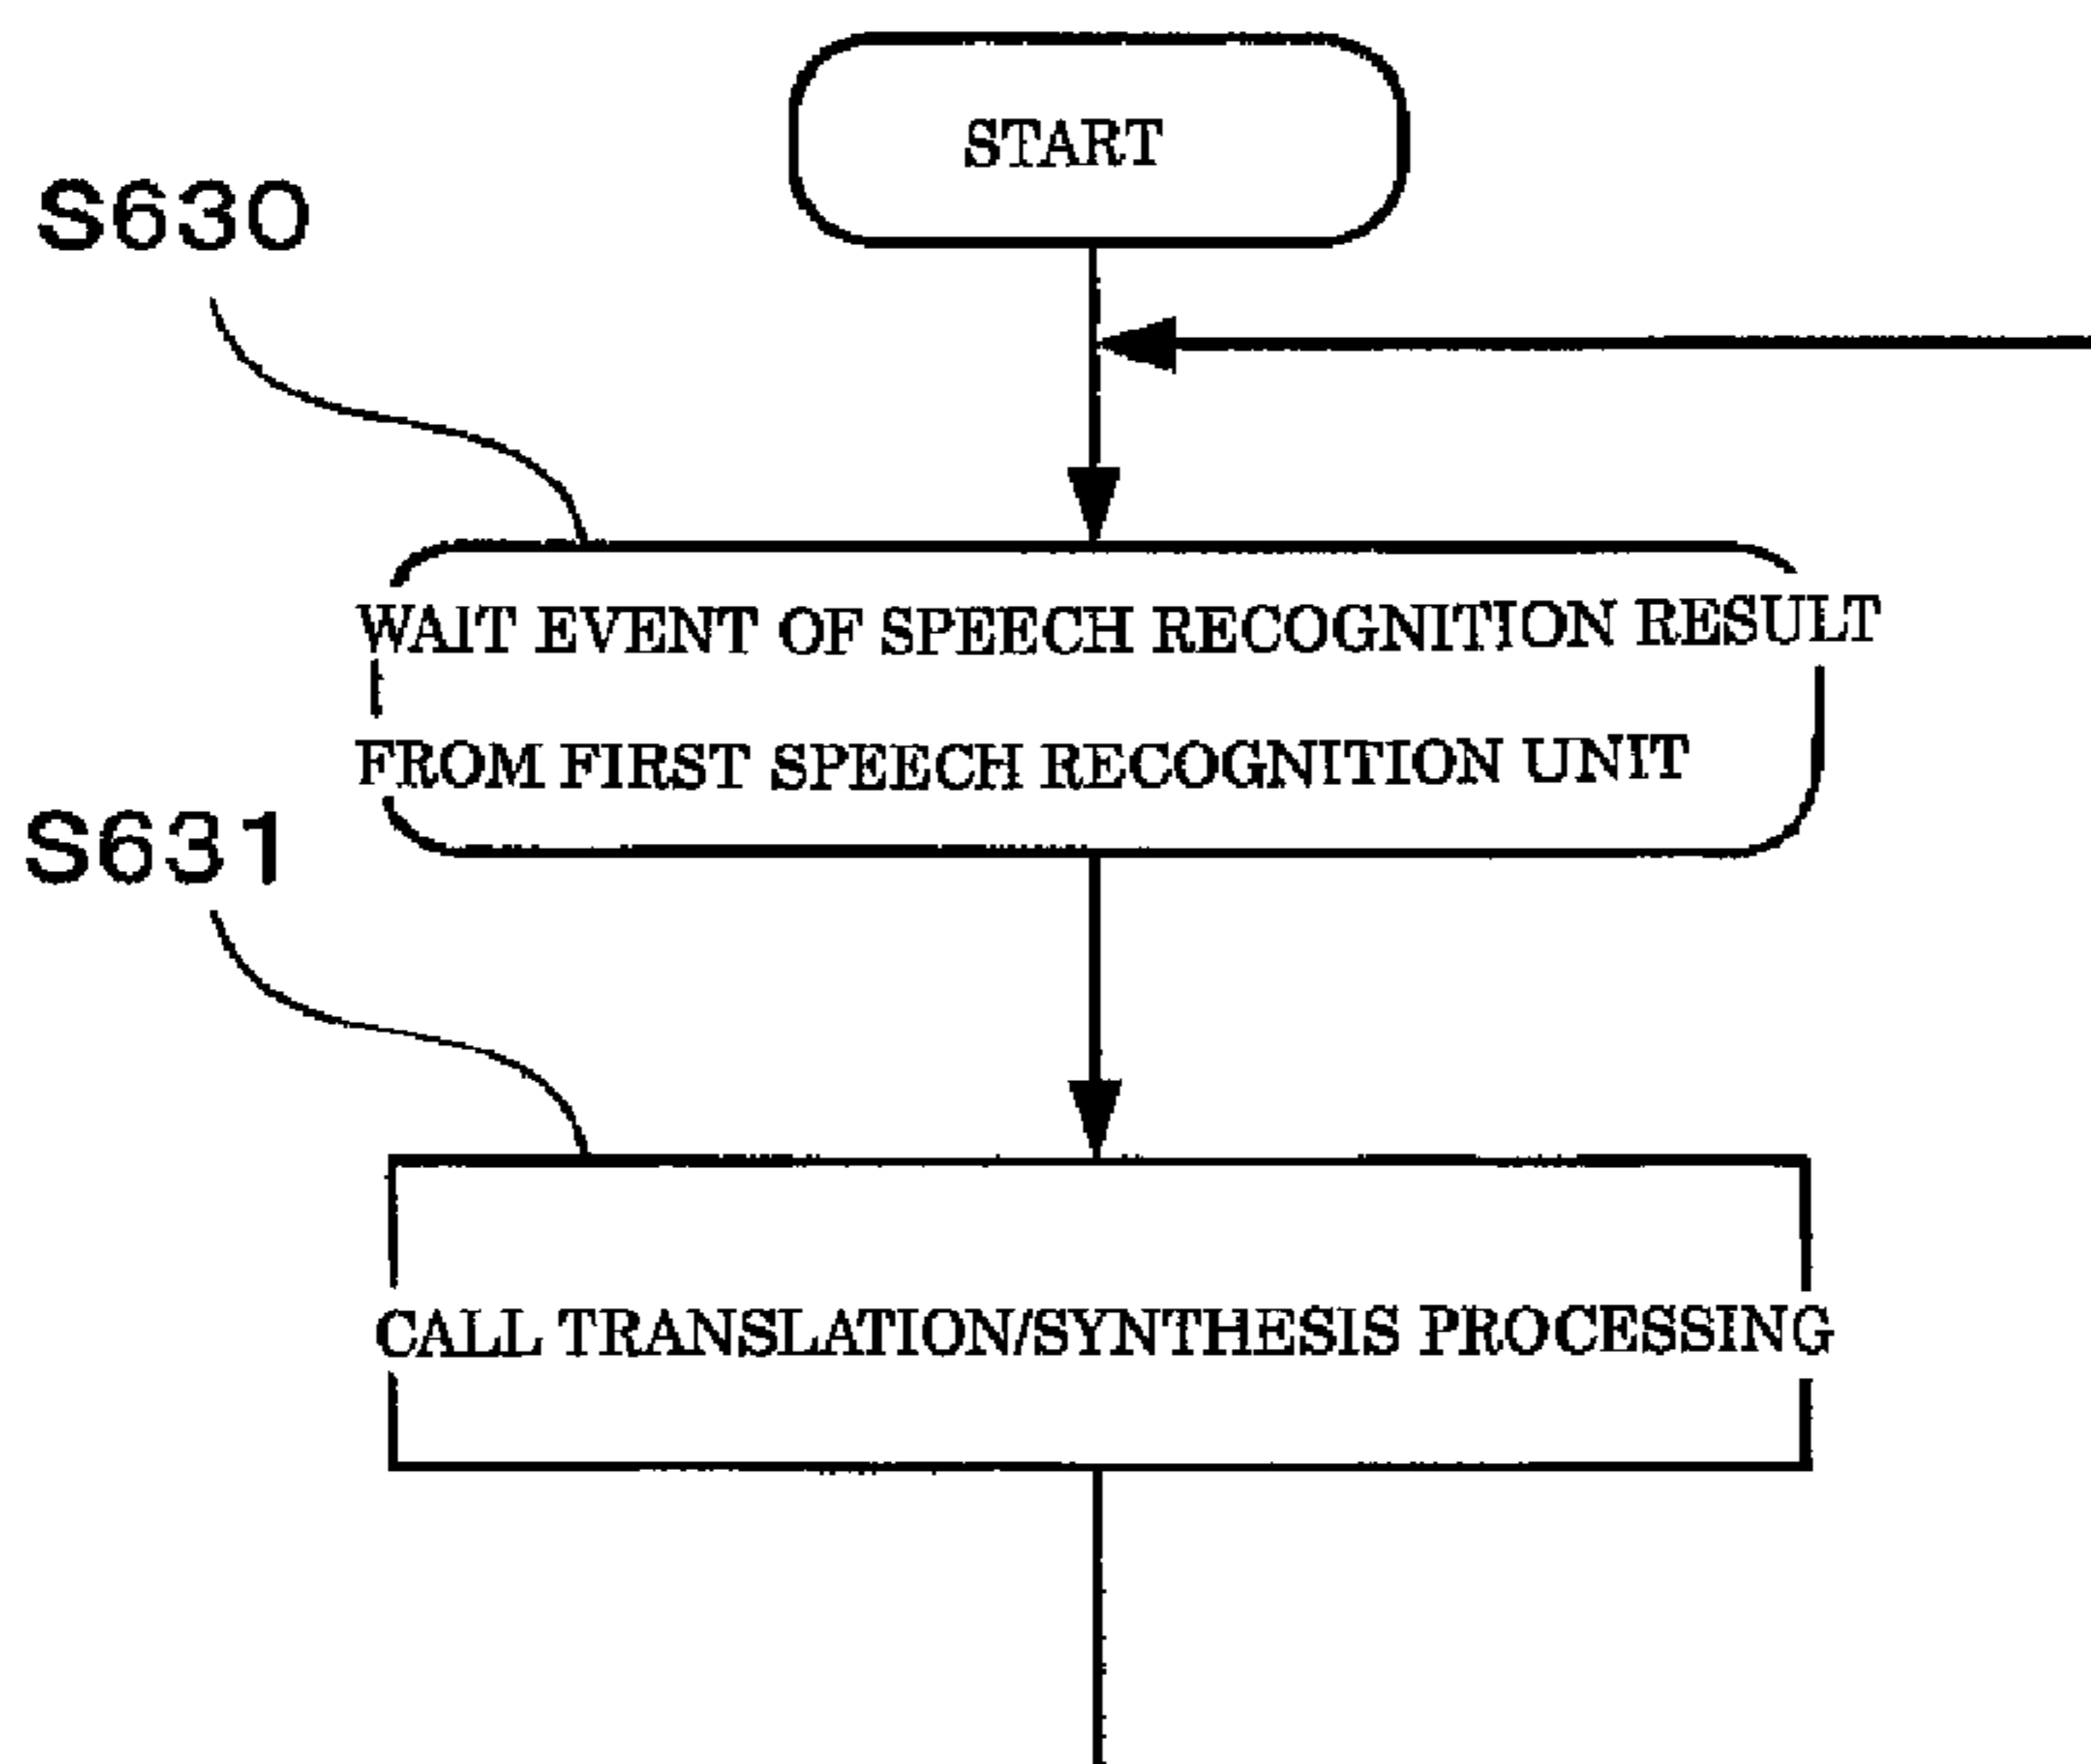 START
S630
WAIT EVENT OF SPEECH RECOGNITION RESULT
FROM FIRST SPEECH RECOGNITION UNIT
S631
CALL TRANSLATION/SYNTHESIS PROCESSING